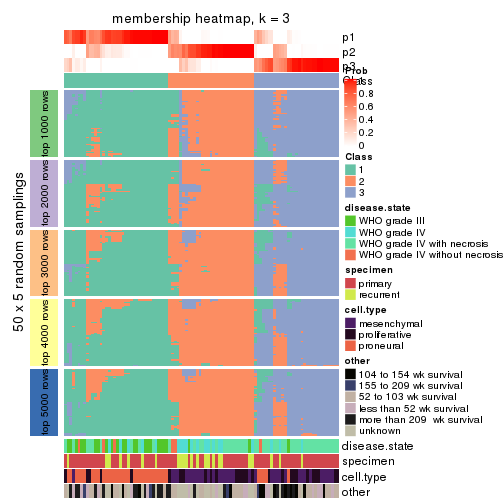 membership heatmap, k = 3
p1
p2
p3
Prob
Class
0.8
0.6
0.4
0.2
0
Class
1
2
3
disease.state
WHO grade III
WHO grade IV
WHO grade IV with necrosis
WHO grade IV without necrosis
specimen
primary
recurrent
cell.type
mesenchymal
proliferative
proneural
other
104 to 154 wk survival
155 to 209 wk survival
52 to 103 wk survival
less than 52 wk survival
more than 209 wk survival
unknown
50 x 5 random samplings
top 1000 rows
top 2000 rows
top 3000 rows
top 4000 rows
top 5000 rows
disease.state
specimen
cell.type
other